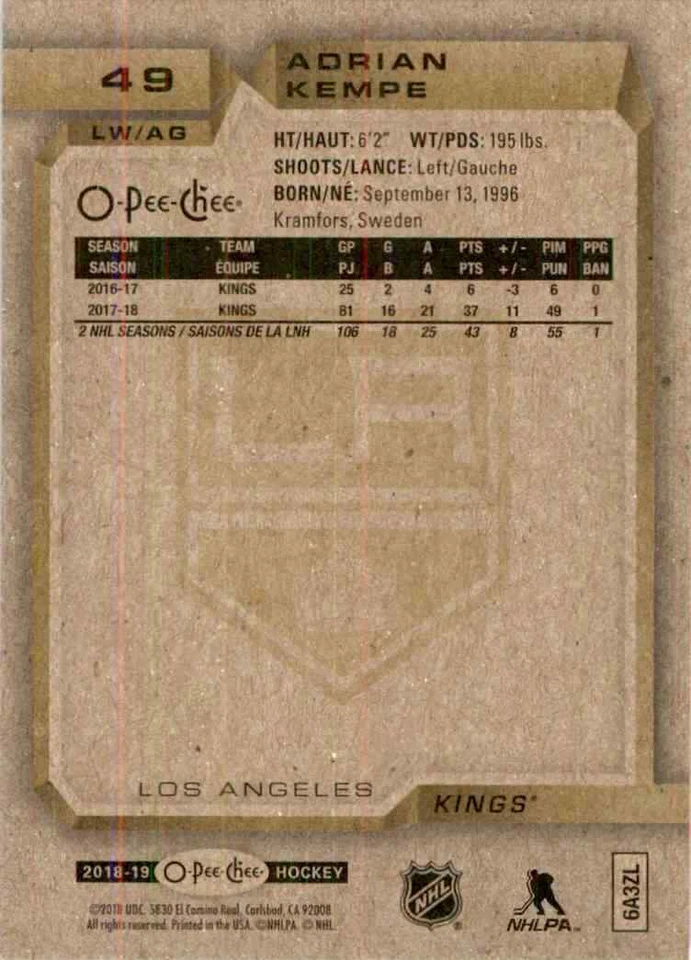 49
ADRIAN
KEMPE
LW/AG
HT/HAUT: 6'2" WT/PDS: 195 lbs.
SHOOTS/LANCE: Left/Gauche
BORN/NÉ: September 13, 1996
Kramfors, Sweden
O-Pee-Chee®
SEASON TEAM GP G A PTS +/- PIM PPG
SAISON ÉQUIPE PJ B A PTS +/- PUN BAN
2016-17 KINGS 25 2 4 6 -3 6 0
2017-18 KINGS 81 16 21 37 11 49 1
2 NHL SEASONS / SAISONS DE LA LNH 106 18 25 43 8 55 1
LA
LOS ANGELES
KINGS®
2018-19 O-Pee-Chee® HOCKEY
©2018 UDC. 5830 El Camino Real, Carlsbad, CA 92008.
All rights reserved. Printed in the USA. ©NHLPA. © NHL.
NHL®
NHLPA™
6A3ZL